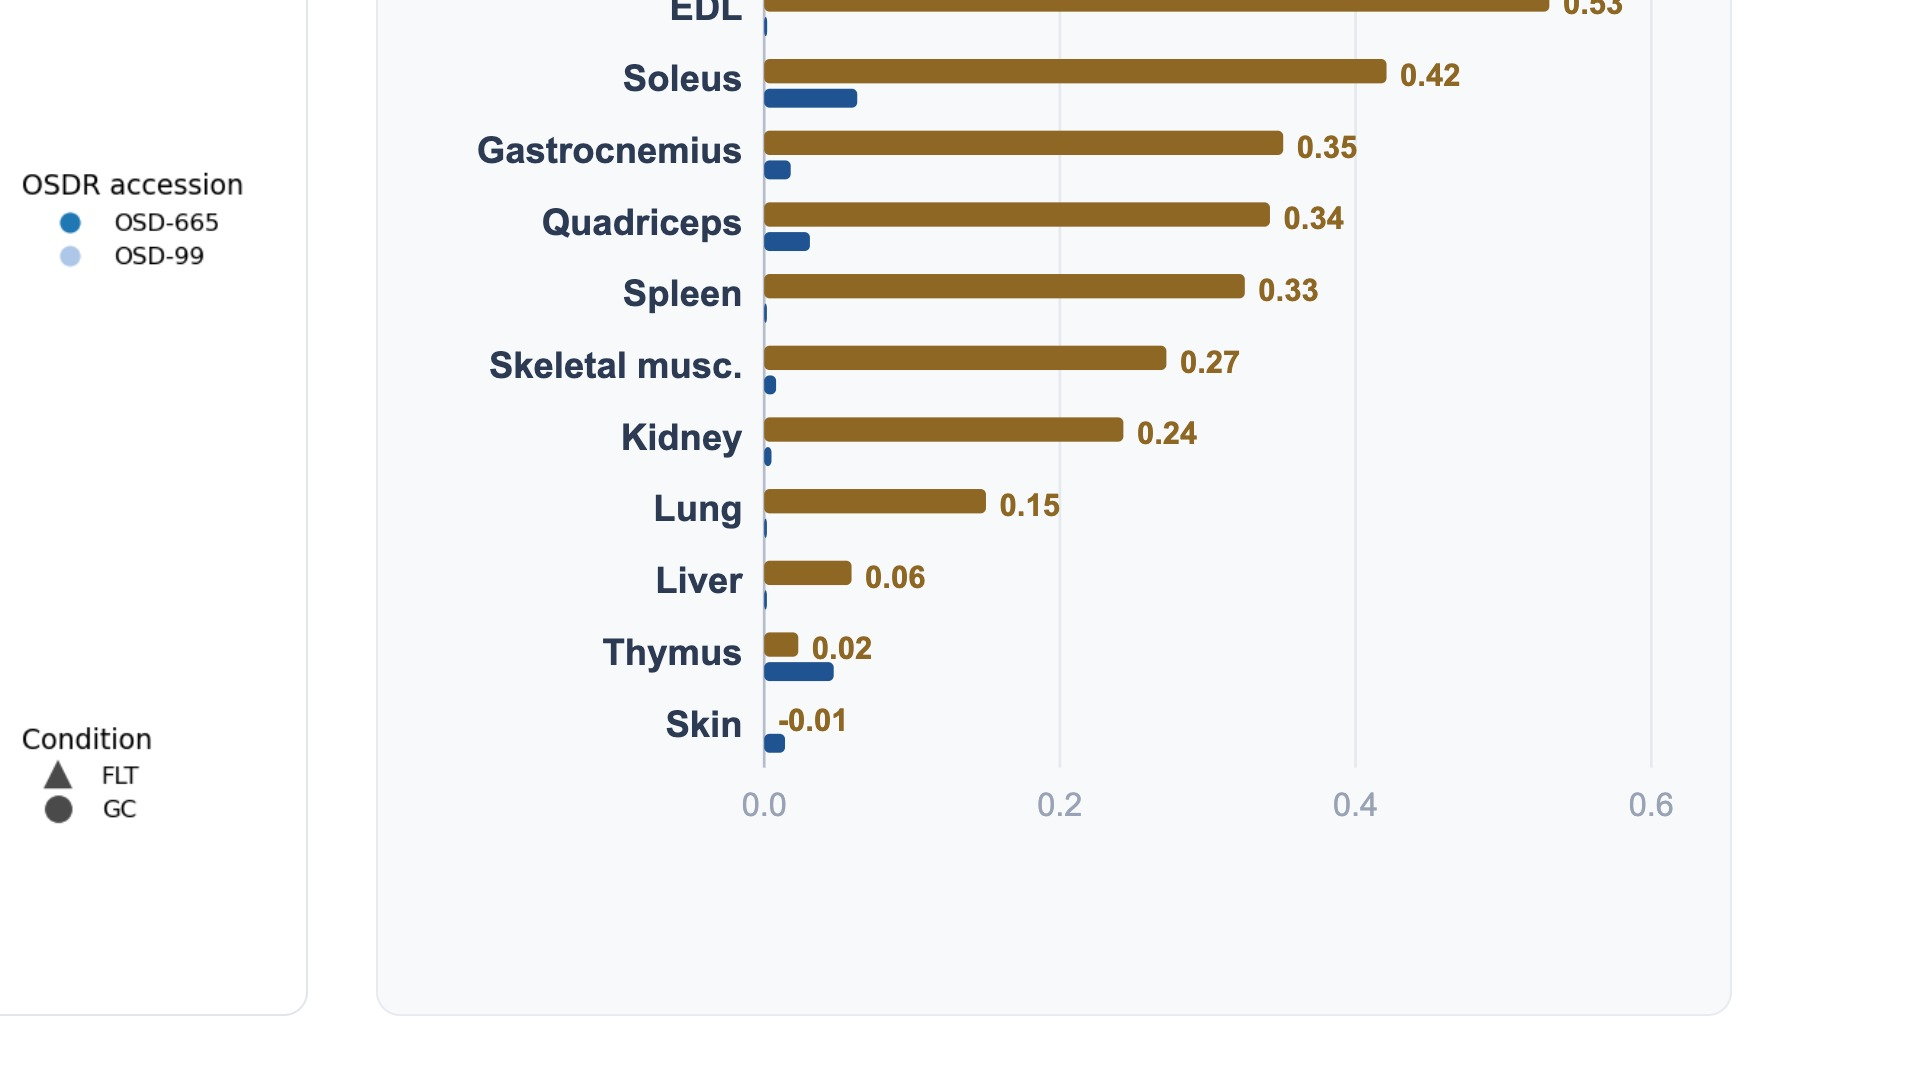 OSDR accession
OSD-665
OSD-99
Condition
FLT
GC
EDL 0.53
Soleus 0.42
Gastrocnemius 0.35
Quadriceps 0.34
Spleen 0.33
Skeletal musc. 0.27
Kidney 0.24
Lung 0.15
Liver 0.06
Thymus 0.02
Skin -0.01
0.0 0.2 0.4 0.6